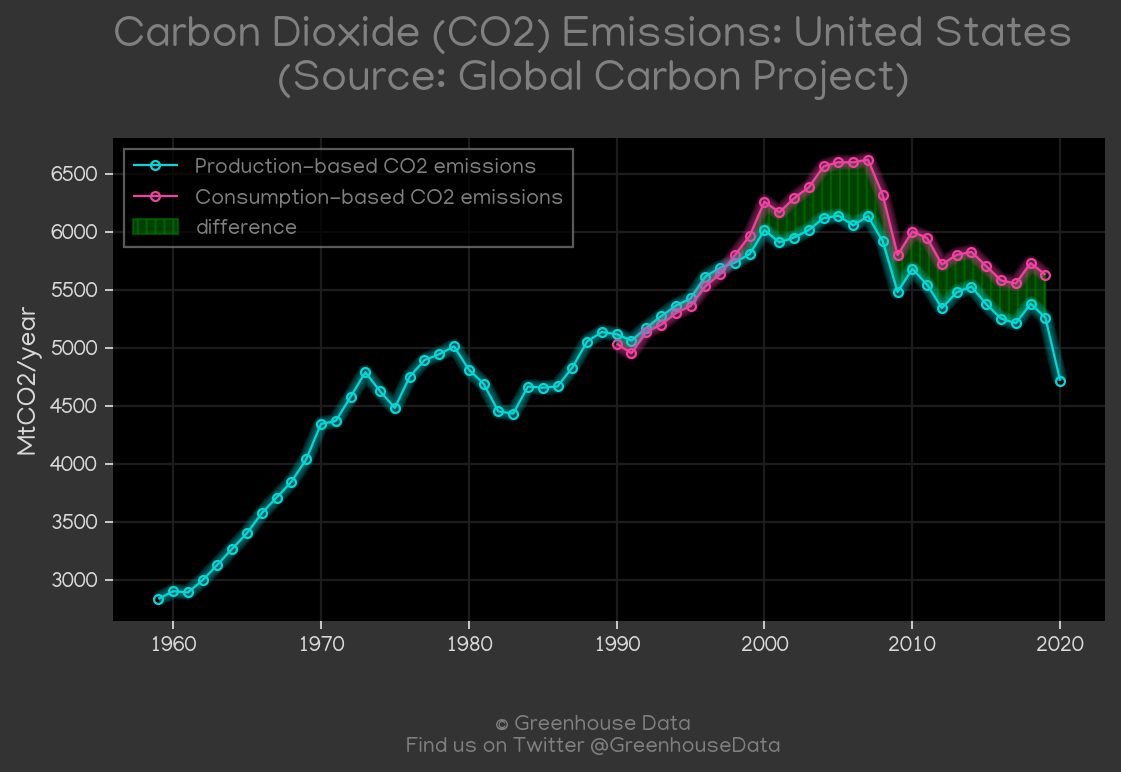 Carbon Dioxide (CO2) Emissions: United States
(Source: Global Carbon Project)
Production-based CO2 emissions
Consumption-based CO2 emissions
difference
MtCO2/year
6500
6000
5500
5000
4500
4000
3500
3000
1960
1970
1980
1990
2000
2010
2020
© Greenhouse Data
Find us on Twitter @GreenhouseData